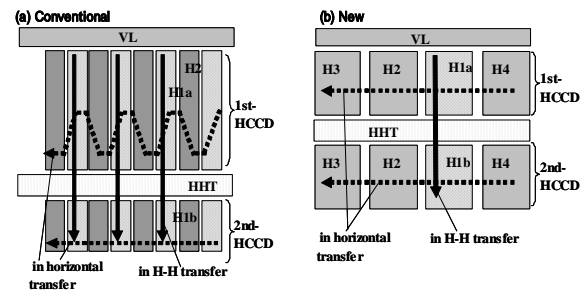 (a) Conventional
VL
H2
H1a
1st-
HCCD
HHT
H1b
2nd-
HCCD
in horizontal
transfer
in H-H transfer
(b) New
VL
H3
H2
H1a
H4
1st-
HCCD
HHT
H3
H2
H1b
H4
2nd-
HCCD
in horizontal
transfer
in H-H transfer